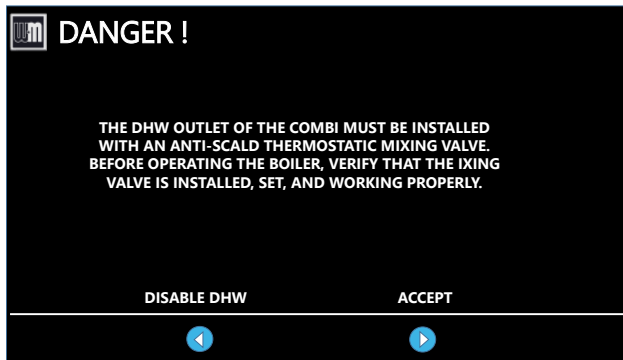 wm DANGER !
THE DHW OUTLET OF THE COMBI MUST BE INSTALLED
WITH AN ANTI-SCALD THERMOSTATIC MIXING VALVE.
BEFORE OPERATING THE BOILER, VERIFY THAT THE IXING
VALVE IS INSTALLED, SET, AND WORKING PROPERLY.
DISABLE DHW ACCEPT